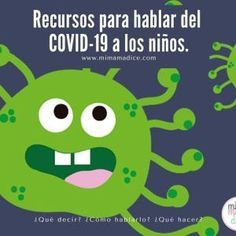 Recursos para hablar del
COVID-19 a los niños.
www.mimamadice.com
¿Qué decir? ¿Cómo hablarlo? ¿Qué hacer?